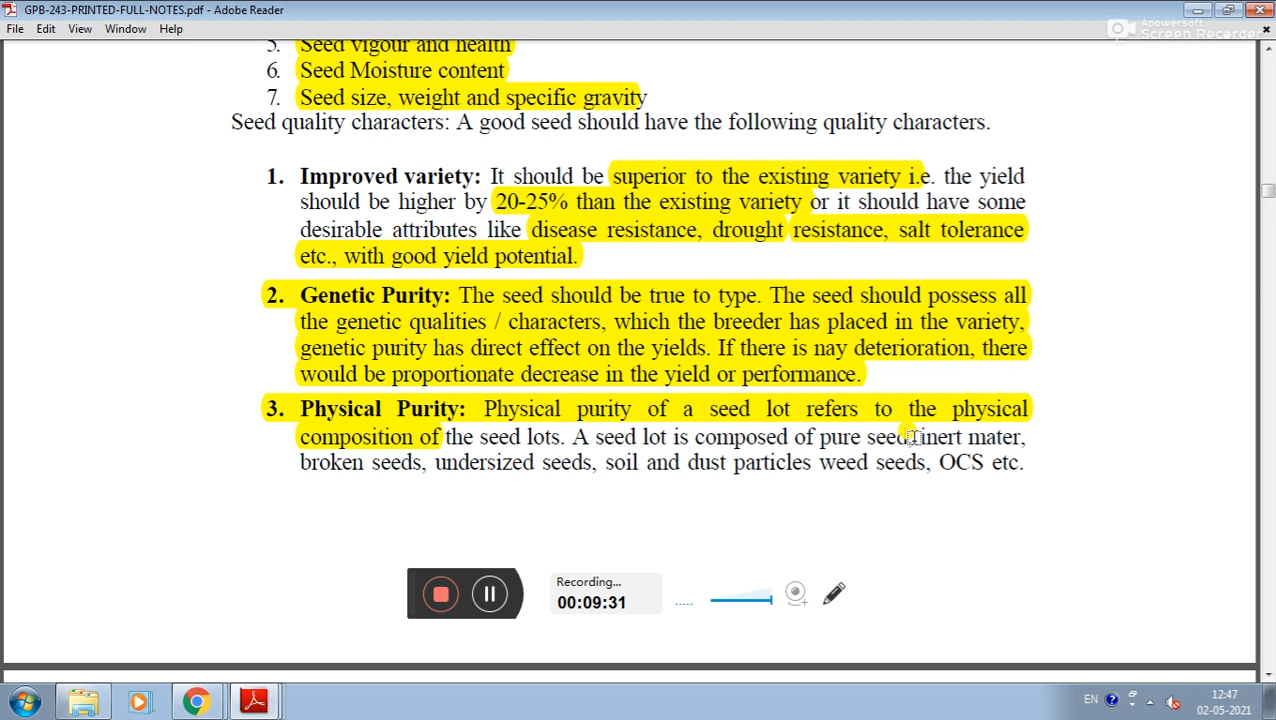 GPB-243-PRINTED-FULL-NOTES.pdf - Adobe Reader
File Edit View Window Help
Apowersoft
Screen Recorder
5. Seed vigour and health
6. Seed Moisture content
7. Seed size, weight and specific gravity
Seed quality characters: A good seed should have the following quality characters.
1. Improved variety: It should be superior to the existing variety i.e. the yield
should be higher by 20-25% than the existing variety or it should have some
desirable attributes like disease resistance, drought resistance, salt tolerance
etc., with good yield potential.
2. Genetic Purity: The seed should be true to type. The seed should possess all
the genetic qualities / characters, which the breeder has placed in the variety,
genetic purity has direct effect on the yields. If there is nay deterioration, there
would be proportionate decrease in the yield or performance.
3. Physical Purity: Physical purity of a seed lot refers to the physical
composition of the seed lots. A seed lot is composed of pure seed, inert mater,
broken seeds, undersized seeds, soil and dust particles weed seeds, OCS etc.
Recording...
00:09:31
EN
12:47
02-05-2021